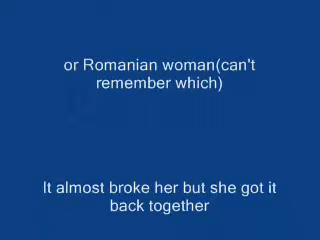 or Romanian woman(can't
remember which)
It almost broke her but she got it
back together